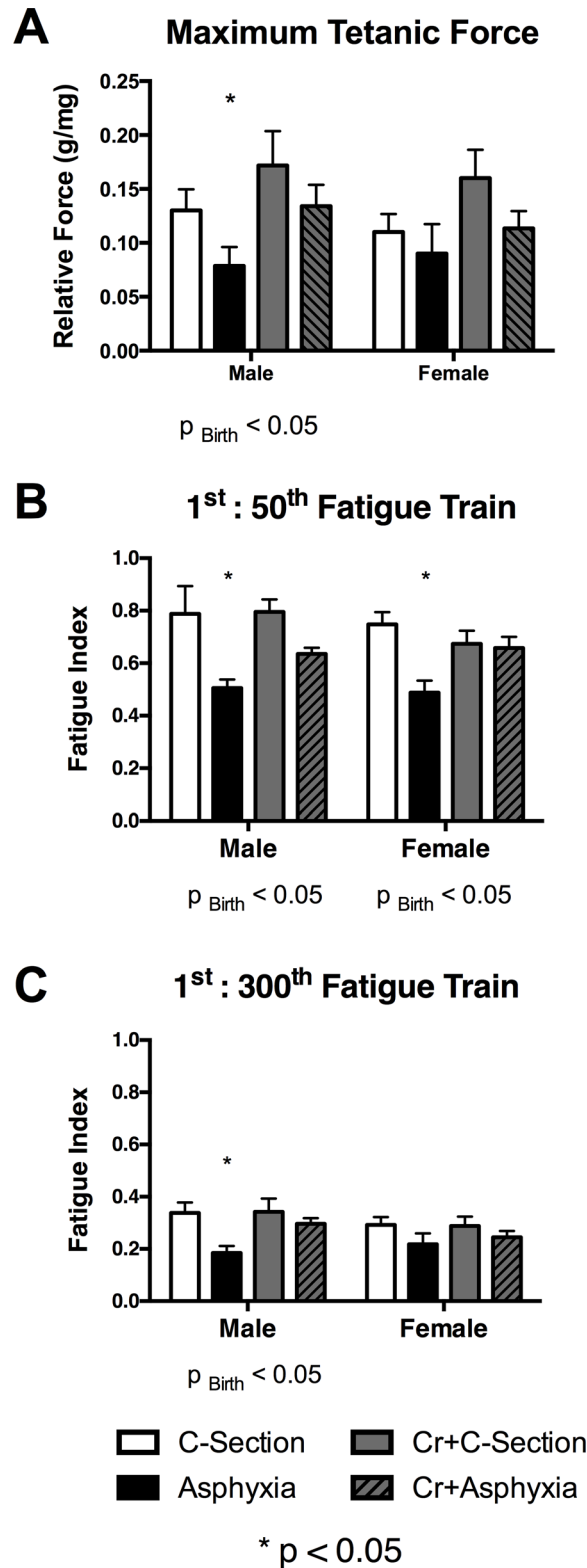 A
Maximum Tetanic Force
Relative Force (g/mg)
0.25
0.20
0.15
0.10
0.05
0.00
*
Male
Female
p Birth < 0.05
B
1st : 50th Fatigue Train
Fatigue Index
1.0
0.8
0.6
0.4
0.2
0.0
*
*
Male
Female
p Birth < 0.05
p Birth < 0.05
C
1st : 300th Fatigue Train
Fatigue Index
1.0
0.8
0.6
0.4
0.2
0.0
*
Male
Female
p Birth < 0.05
C-Section
Cr+C-Section
Asphyxia
Cr+Asphyxia
* p < 0.05